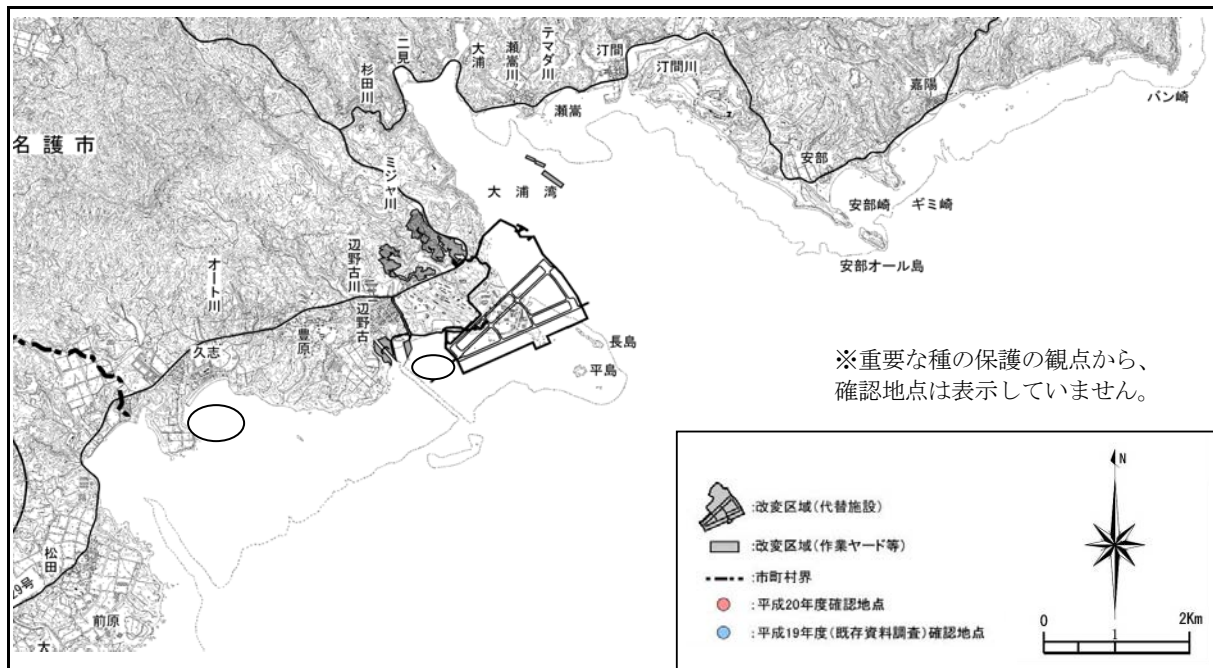 二見
杉田川
大浦
瀬嵩川
テマダ川
汀間
汀間川
瀬嵩
嘉陽
バン崎
名護市
ミジャ川
大浦湾
安部
安部崎
ギミ崎
安部オール島
辺野古川
オート川
久志
豊原
辺野古
長島
平島
※重要な種の保護の観点から、
確認地点は表示していません。
松田
29号
前原
大
:改変区域(代替施設)
:改変区域(作業ヤード等)
:市町村界
:平成20年度確認地点
:平成19年度(既存資料調査)確認地点
N
0 1 2Km